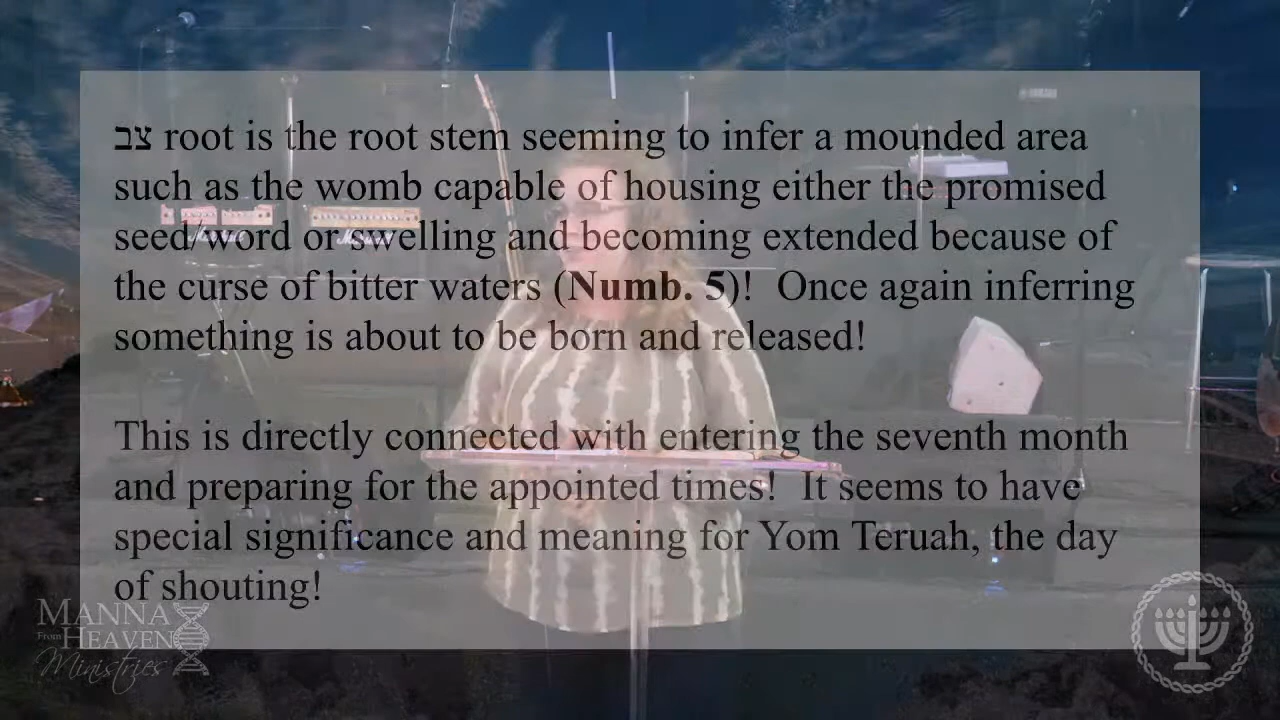 צב root is the root stem seeming to infer a mounded area
such as the womb capable of housing either the promised
seed/word or swelling and becoming extended because of
the curse of bitter waters (Numb. 5)!  Once again inferring
something is about to be born and released!
This is directly connected with entering the seventh month
and preparing for the appointed times!  It seems to have
special significance and meaning for Yom Teruah, the day
of shouting!
MANNA
From HEAVEN
Ministries